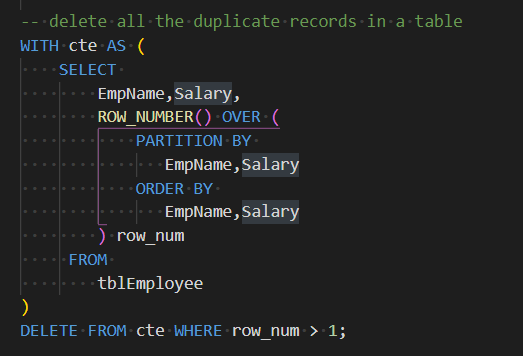 -- delete all the duplicate records in a table
WITH cte AS (
    SELECT
        EmpName,Salary,
        ROW_NUMBER() OVER (
            PARTITION BY
                EmpName,Salary
            ORDER BY
                EmpName,Salary
        ) row_num
     FROM
        tblEmployee
)
DELETE FROM cte WHERE row_num > 1;